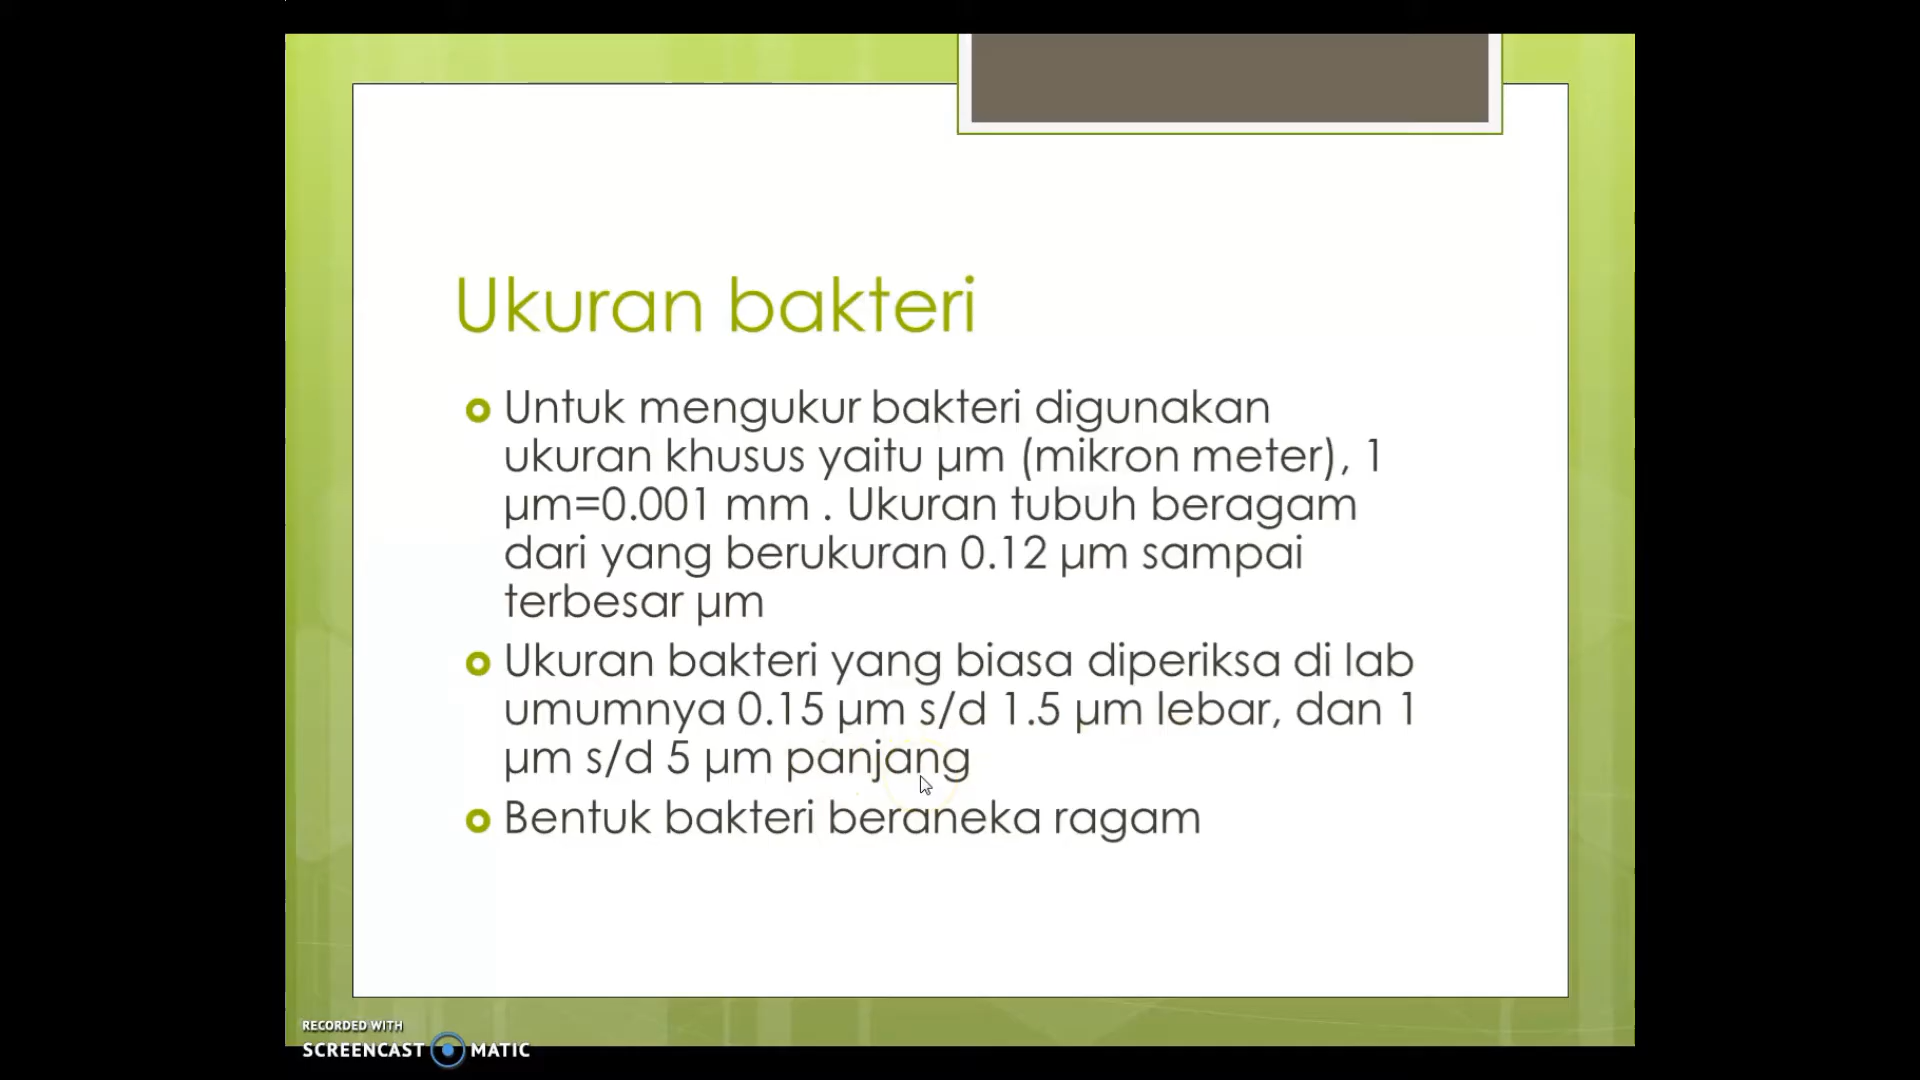 Ukuran bakteri
Untuk mengukur bakteri digunakan
ukuran khusus yaitu µm (mikron meter), 1
µm=0.001 mm . Ukuran tubuh beragam
dari yang berukuran 0.12 µm sampai
terbesar µm
Ukuran bakteri yang biasa diperiksa di lab
umumnya 0.15 µm s/d 1.5 µm lebar, dan 1
µm s/d 5 µm panjang
Bentuk bakteri beraneka ragam
RECORDED WITH
SCREENCAST MATIC